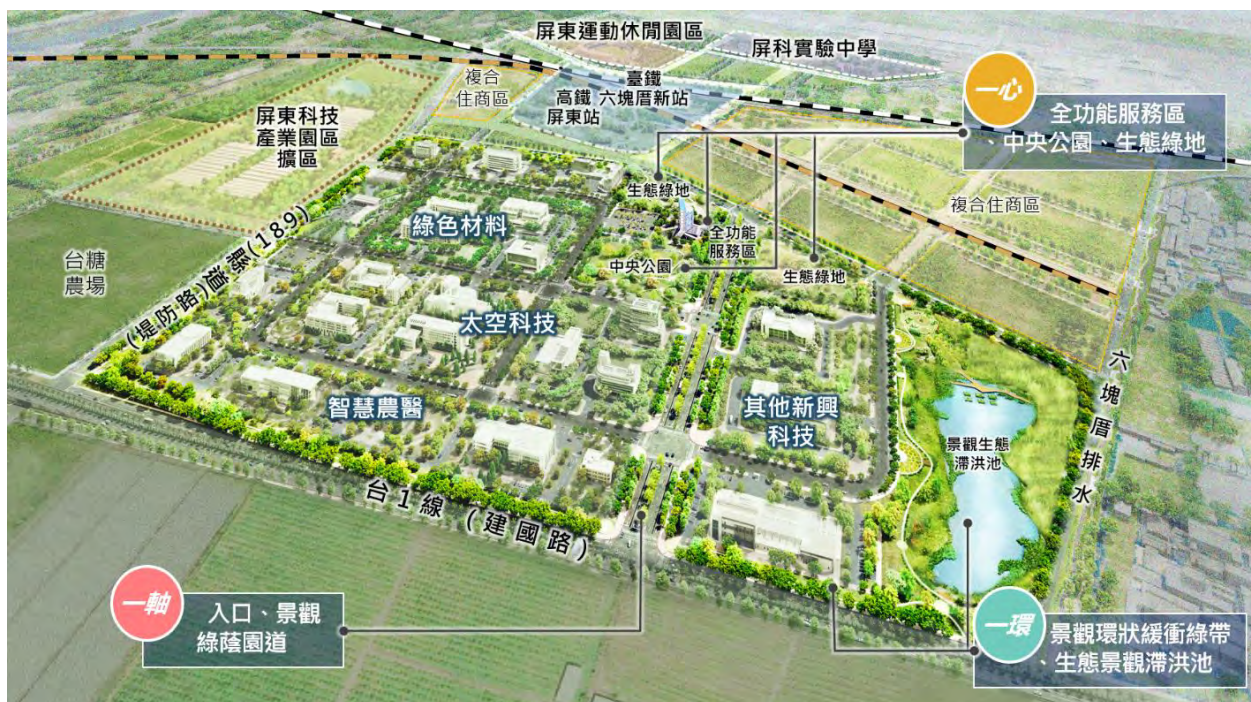 屏東運動休閒園區
屏科實驗中學
複合
住商區
臺鐵
高鐵 六塊厝新站
屏東站
一心
全功能服務區
、中央公園、生態綠地
屏東科技
產業園區
擴區
生態綠地
複合住商區
綠色材料
全功能
服務區
中央公園
生態綠地
台糖
農場
(堤防路)縣道(189)
太空科技
六塊厝排水
智慧農醫
其他新興
科技
景觀生態
滯洪池
台1線（建國路）
一軸
入口、景觀
綠蔭園道
一環
景觀環狀緩衝綠帶
、生態景觀滯洪池